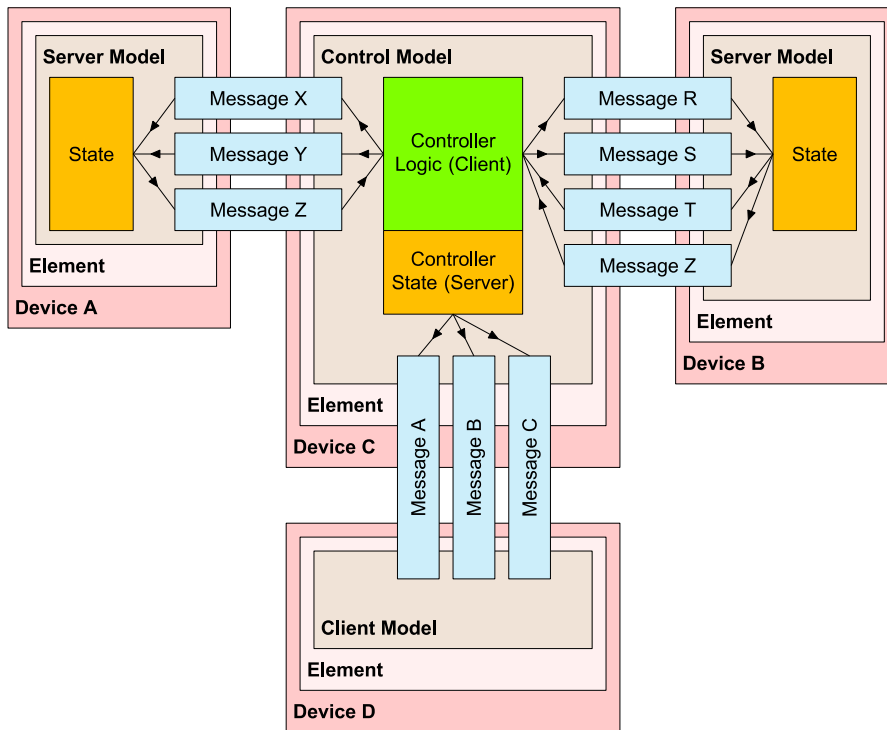 Server Model
State
Element
Device A
Message X
Message Y
Message Z
Control Model
Controller
Logic (Client)
Controller
State (Server)
Element
Device C
Message R
Message S
Message T
Message Z
Server Model
State
Element
Device B
Message A
Message B
Message C
Client Model
Element
Device D